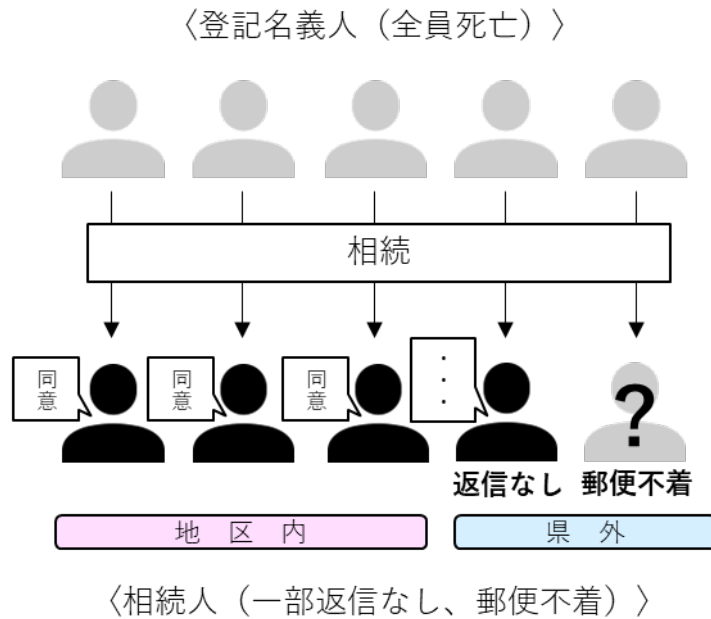 〈登記名義人（全員死亡）〉
相続
同意
同意
同意
・・・
?
返信なし
郵便不着
地区内
県外
〈相続人（一部返信なし、郵便不着）〉